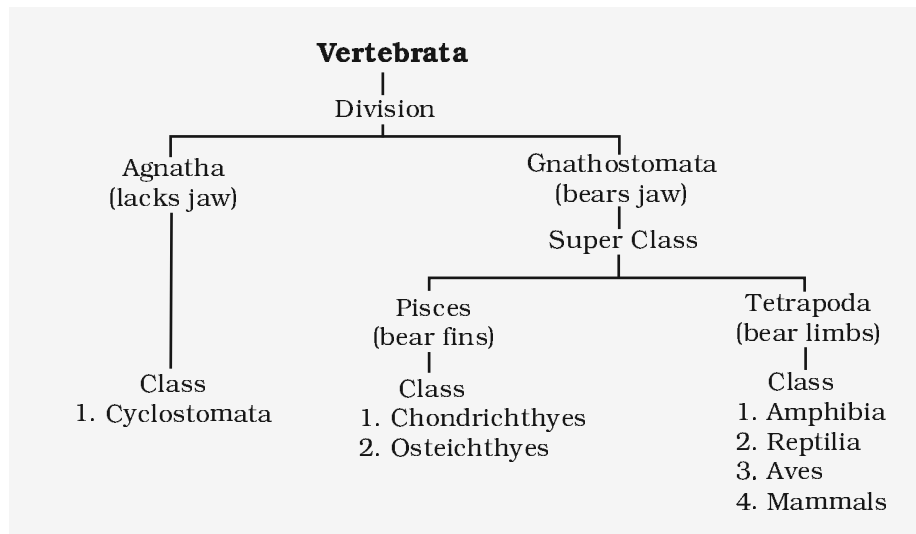 Vertebrata
Division
Agnatha
(lacks jaw)
Gnathostomata
(bears jaw)
Super Class
Pisces
(bear fins)
Tetrapoda
(bear limbs)
Class
1. Cyclostomata
Class
1. Chondrichthyes
2. Osteichthyes
Class
1. Amphibia
2. Reptilia
3. Aves
4. Mammals